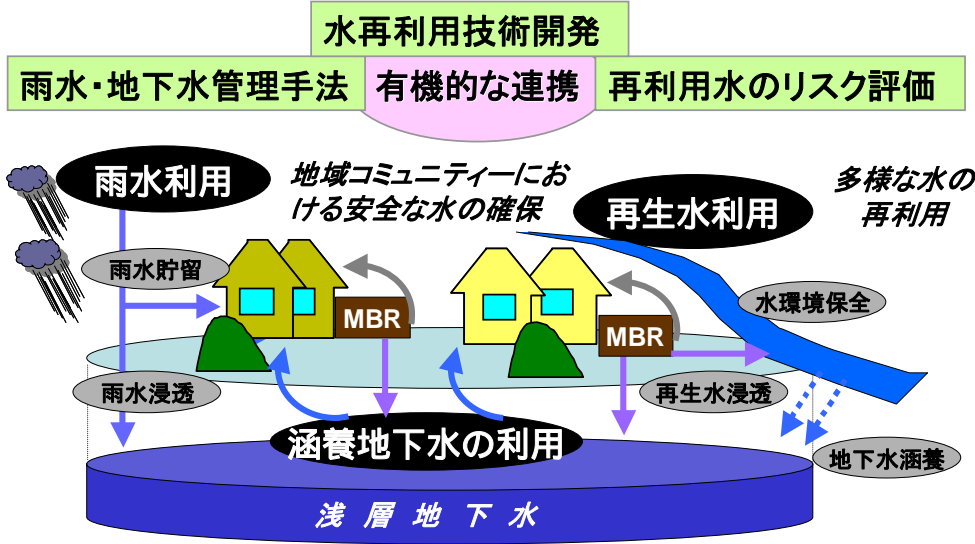 水再利用技術開発
雨水・地下水管理手法
有機的な連携
再利用水のリスク評価
雨水利用
地域コミュニティーにお
ける安全な水の確保
再生水利用
多様な水の
再利用
雨水貯留
水環境保全
MBR
MBR
雨水浸透
再生水浸透
涵養地下水の利用
地下水涵養
浅層地下水